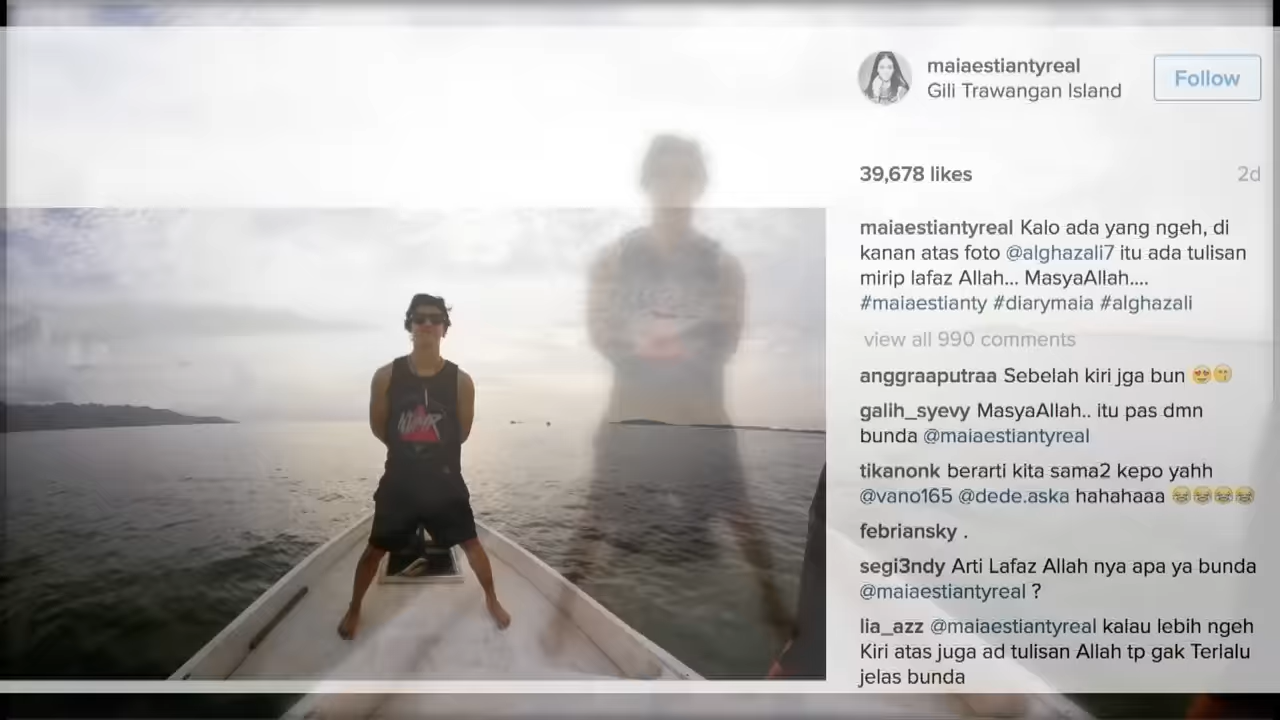 maiaestiantyreal
Gili Trawangan Island
Follow
39,678 likes
2d
maiaestiantyreal Kalo ada yang ngeh, di
kanan atas foto @alghazali7 itu ada tulisan
mirip lafaz Allah... MasyaAllah....
#maiaestianty #diarymaia #alghazali
view all 990 comments
anggraaputraa Sebelah kiri jga bun 😍😙
galih_syevy MasyaAllah.. itu pas dmn
bunda @maiaestiantyreal
tikanonk berarti kita sama2 kepo yahh
@vano165 @dede.aska hahahaaa 😂😂😂😂
febriansky .
segi3ndy Arti Lafaz Allah nya apa ya bunda
@maiaestiantyreal ?
lia_azz @maiaestiantyreal kalau lebih ngeh
Kiri atas juga ad tulisan Allah tp gak Terlalu
jelas bunda